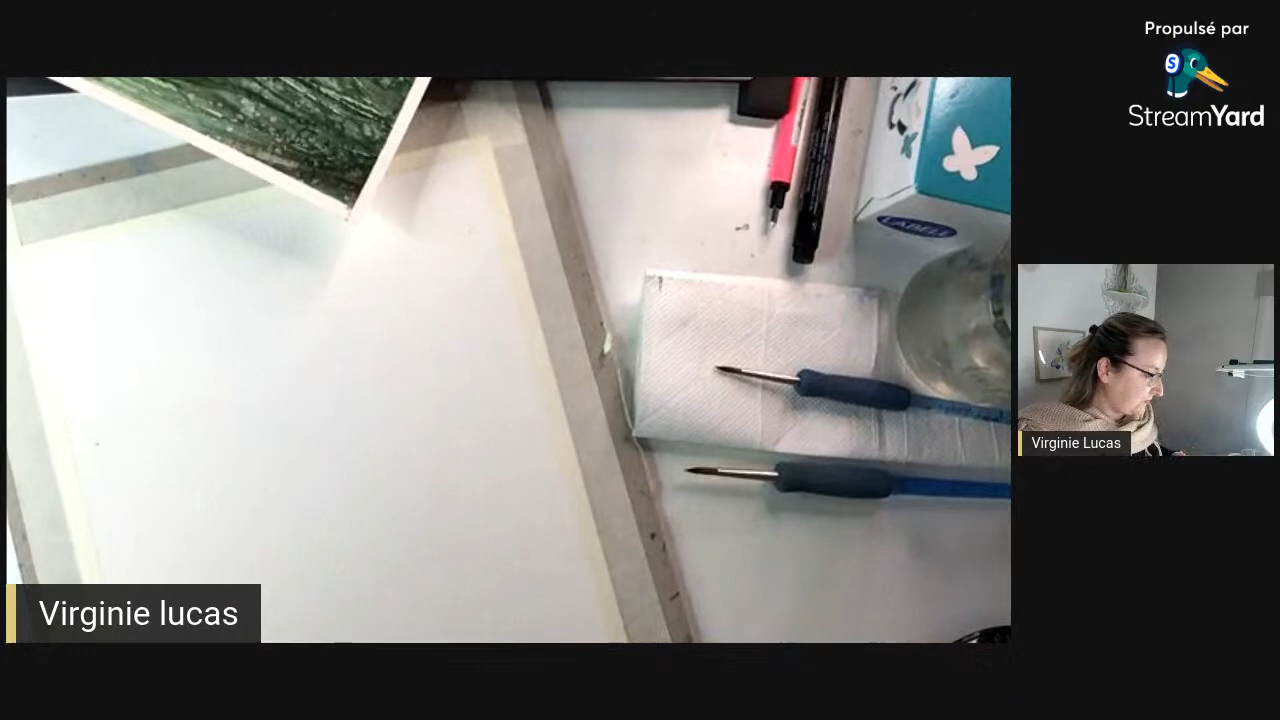 Propulsé par
StreamYard
LABELL
Virginie Lucas
Virginie lucas